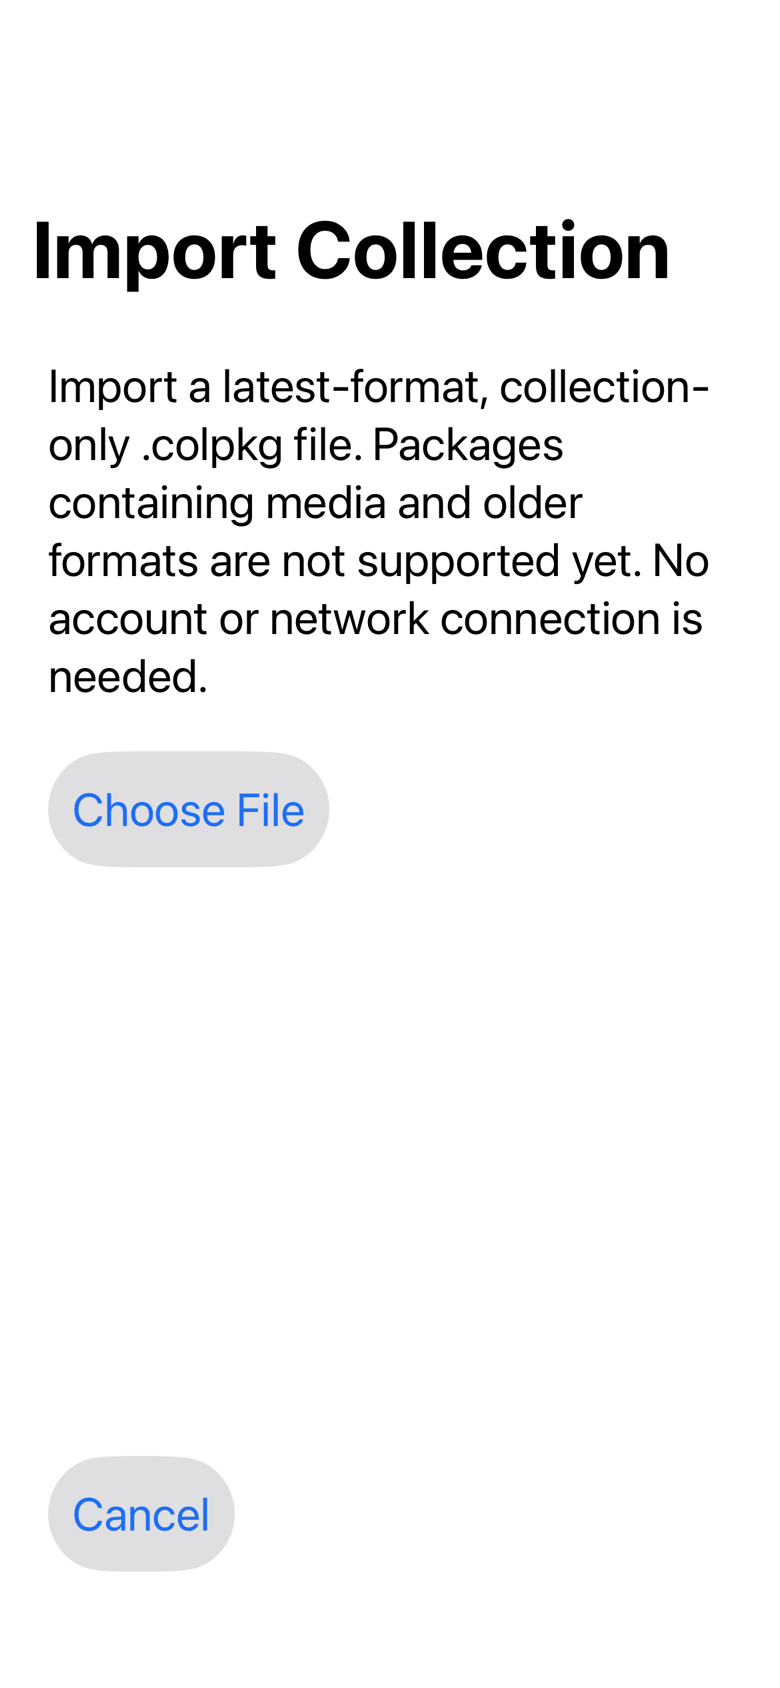 Import Collection
Import a latest-format, collection-
only .colpkg file. Packages
containing media and older
formats are not supported yet. No
account or network connection is
needed.
Choose File
Cancel